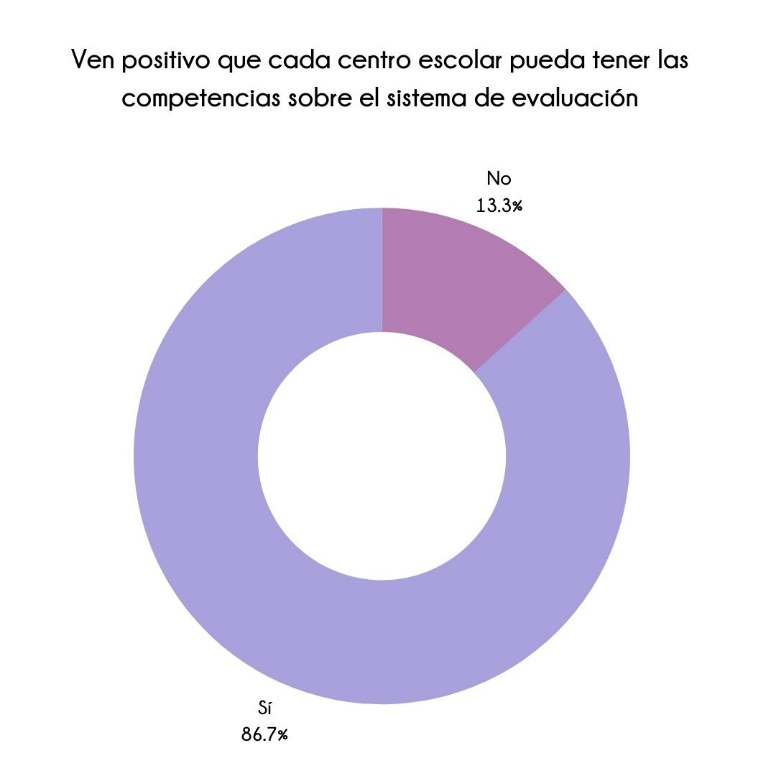 Ven positivo que cada centro escolar pueda tener las
competencias sobre el sistema de evaluación
No
13.3%
Sí
86.7%